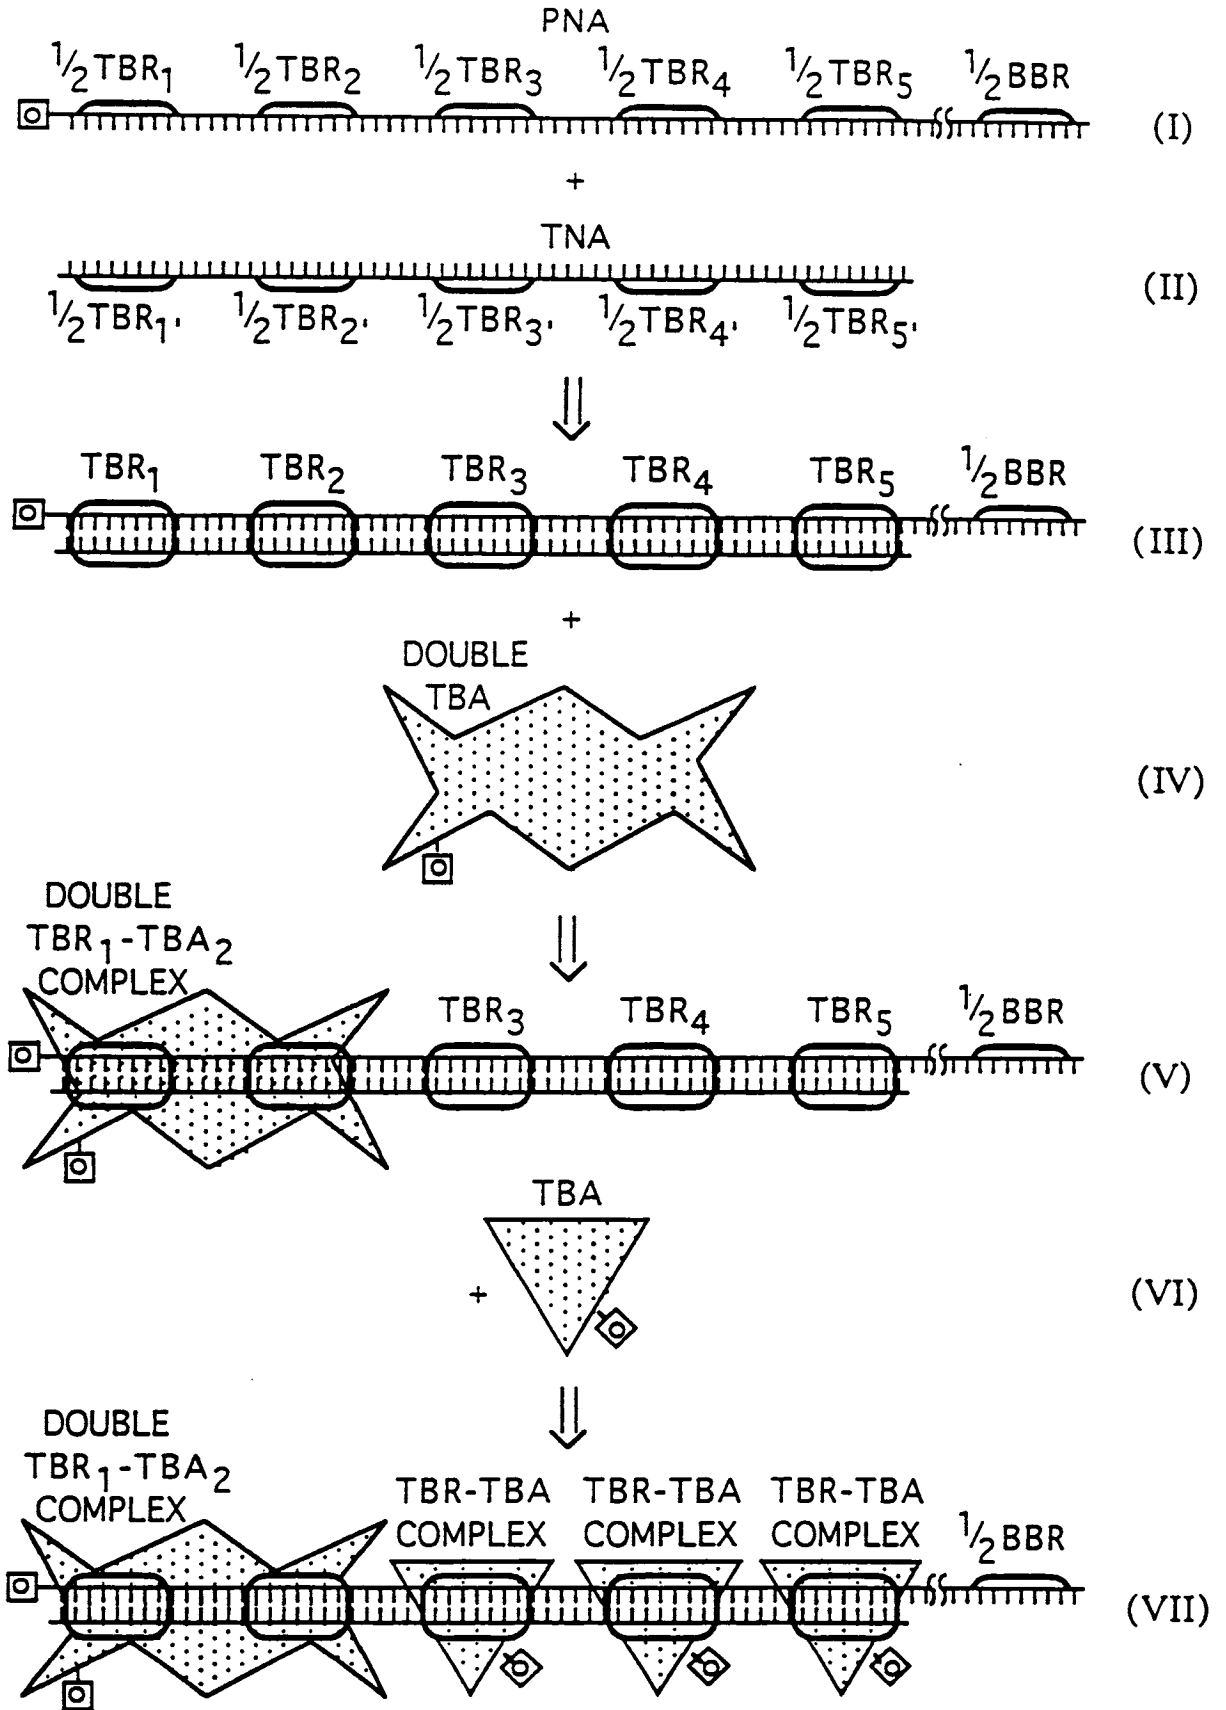 PNA
½TBR₁ ½TBR₂ ½TBR₃ ½TBR₄ ½TBR₅ ½BBR
(I)
+
TNA
(II)
½TBR₁' ½TBR₂' ½TBR₃' ½TBR₄' ½TBR₅'
TBR₁ TBR₂ TBR₃ TBR₄ TBR₅ ½BBR
(III)
+
DOUBLE
TBA
(IV)
DOUBLE
TBR₁-TBA₂
COMPLEX
TBR₃ TBR₄ TBR₅ ½BBR
(V)
TBA
+
(VI)
DOUBLE
TBR₁-TBA₂
COMPLEX
TBR-TBA TBR-TBA TBR-TBA
COMPLEX COMPLEX COMPLEX ½BBR
(VII)